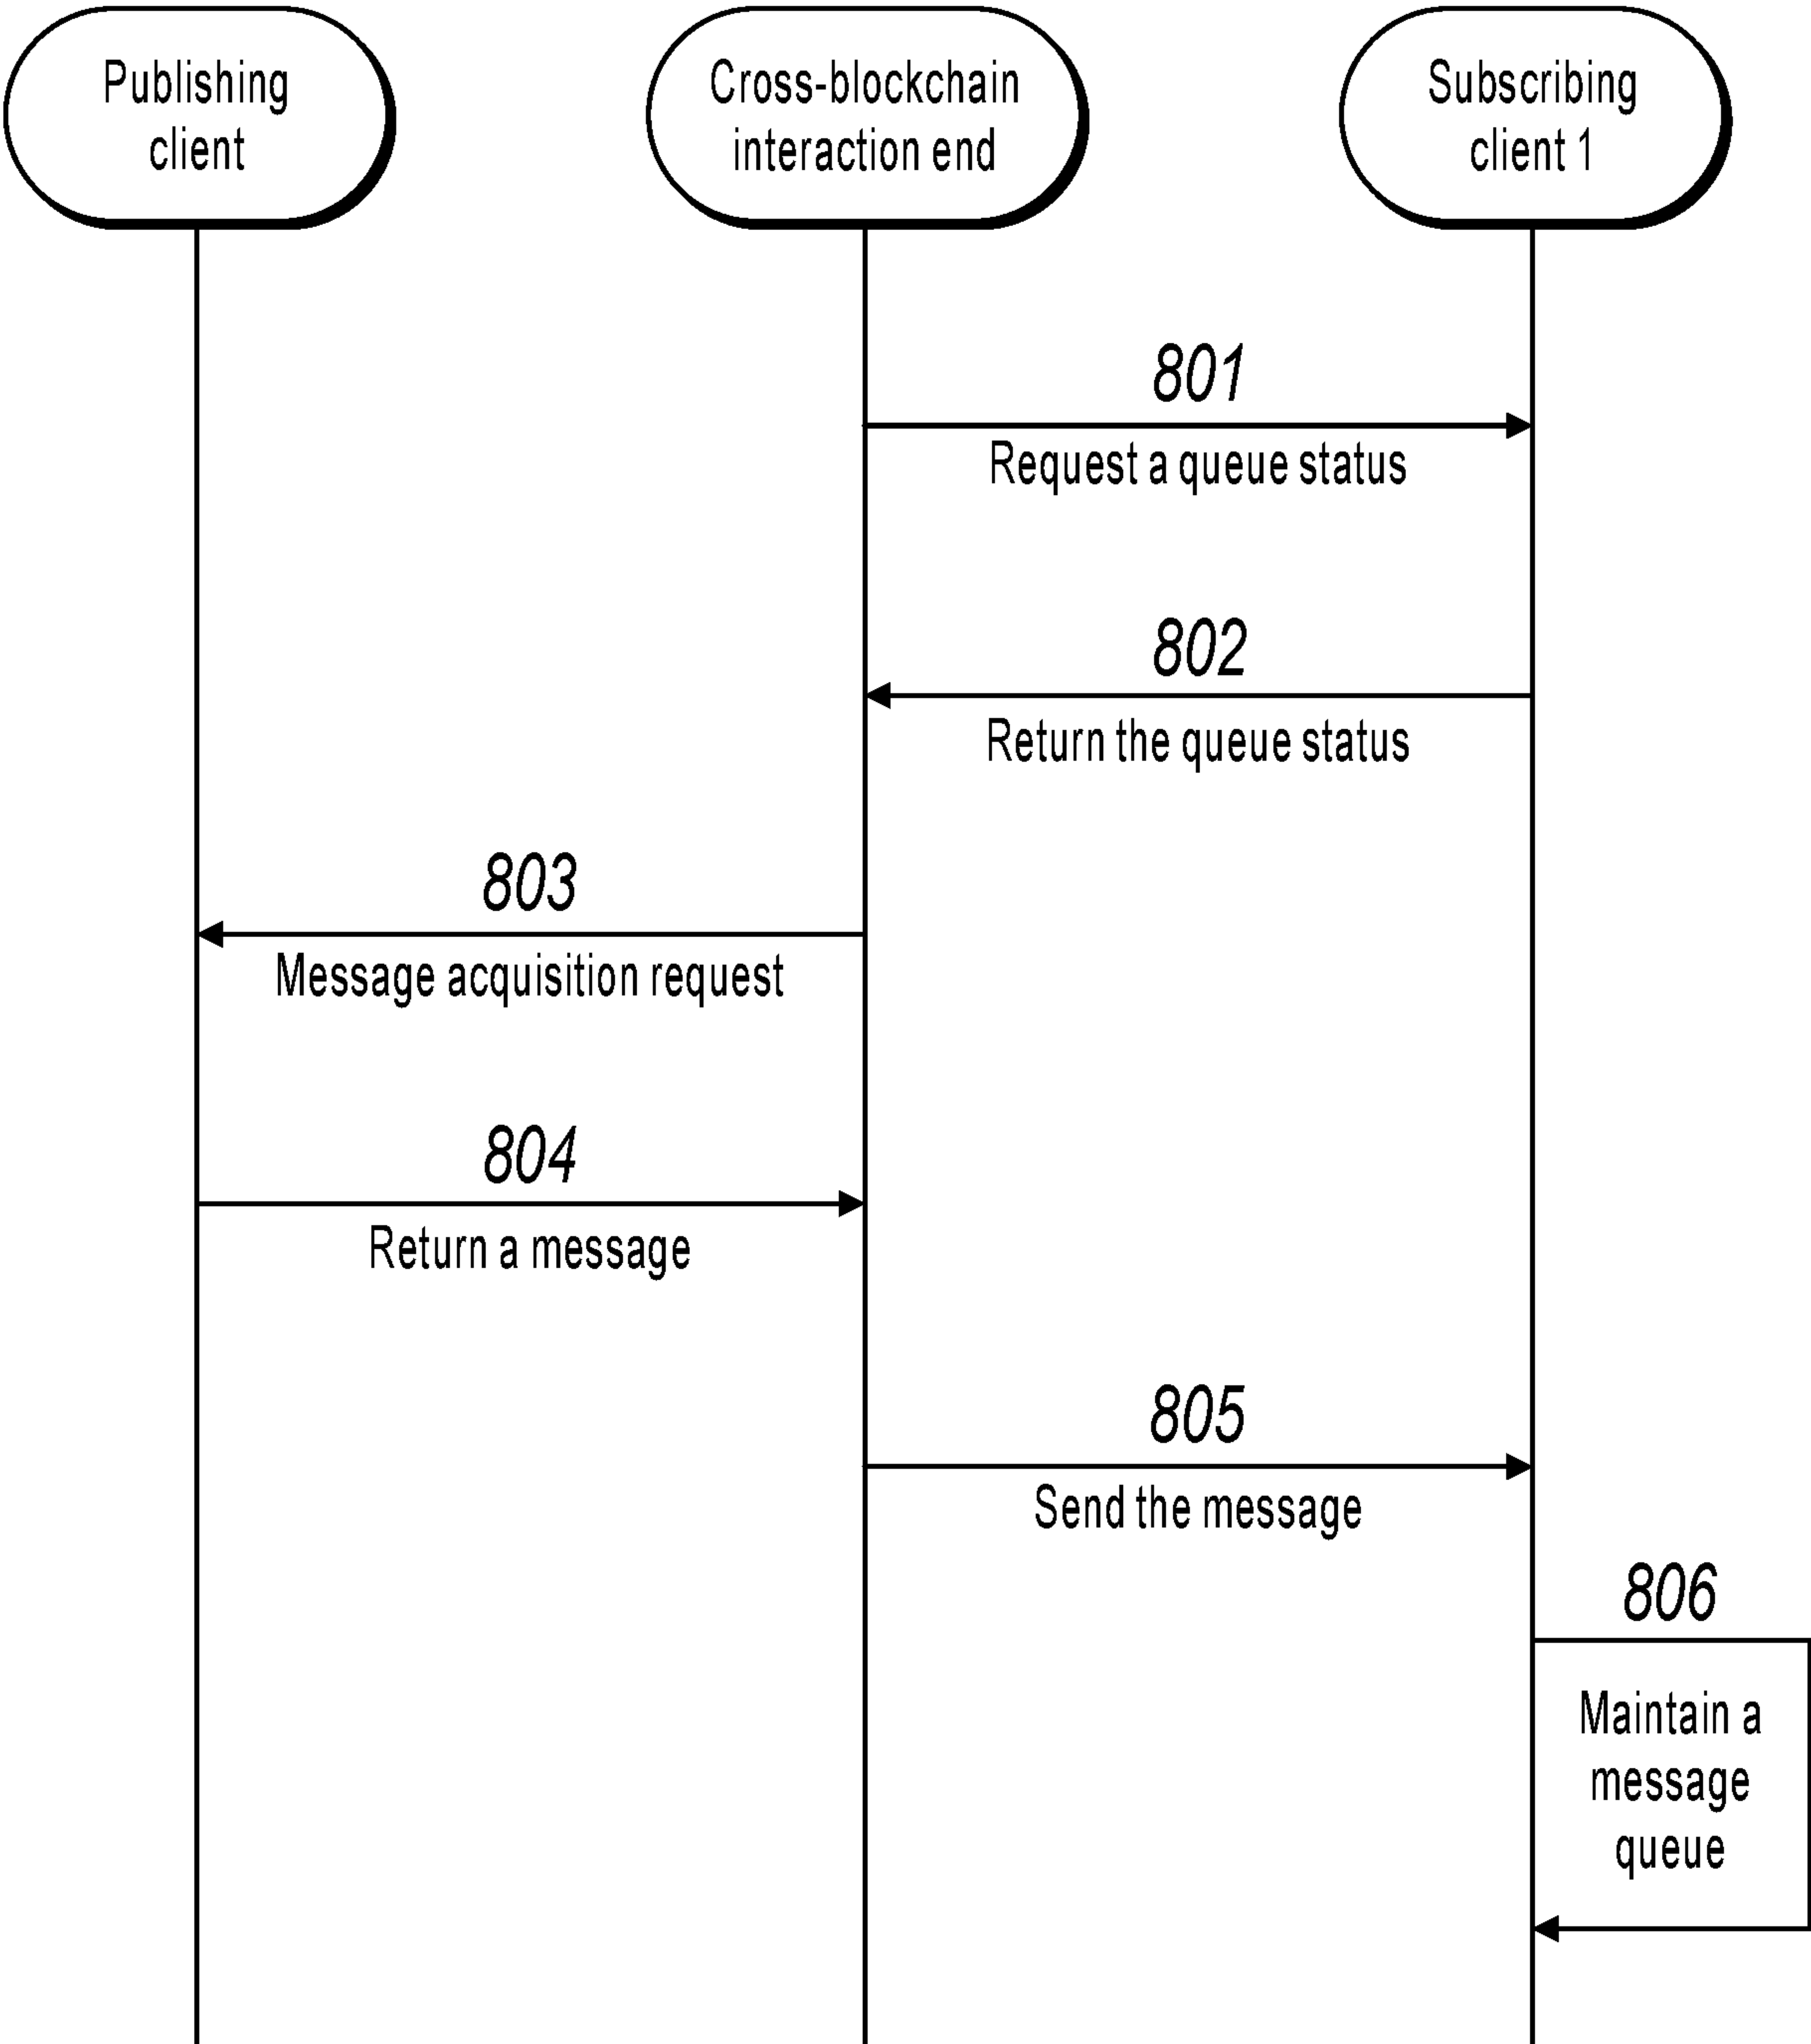 Publishing
client
Cross-blockchain
interaction end
Subscribing
client 1
801
Request a queue status
802
Return the queue status
803
Message acquisition request
804
Return a message
805
Send the message
806
Maintain a
message
queue